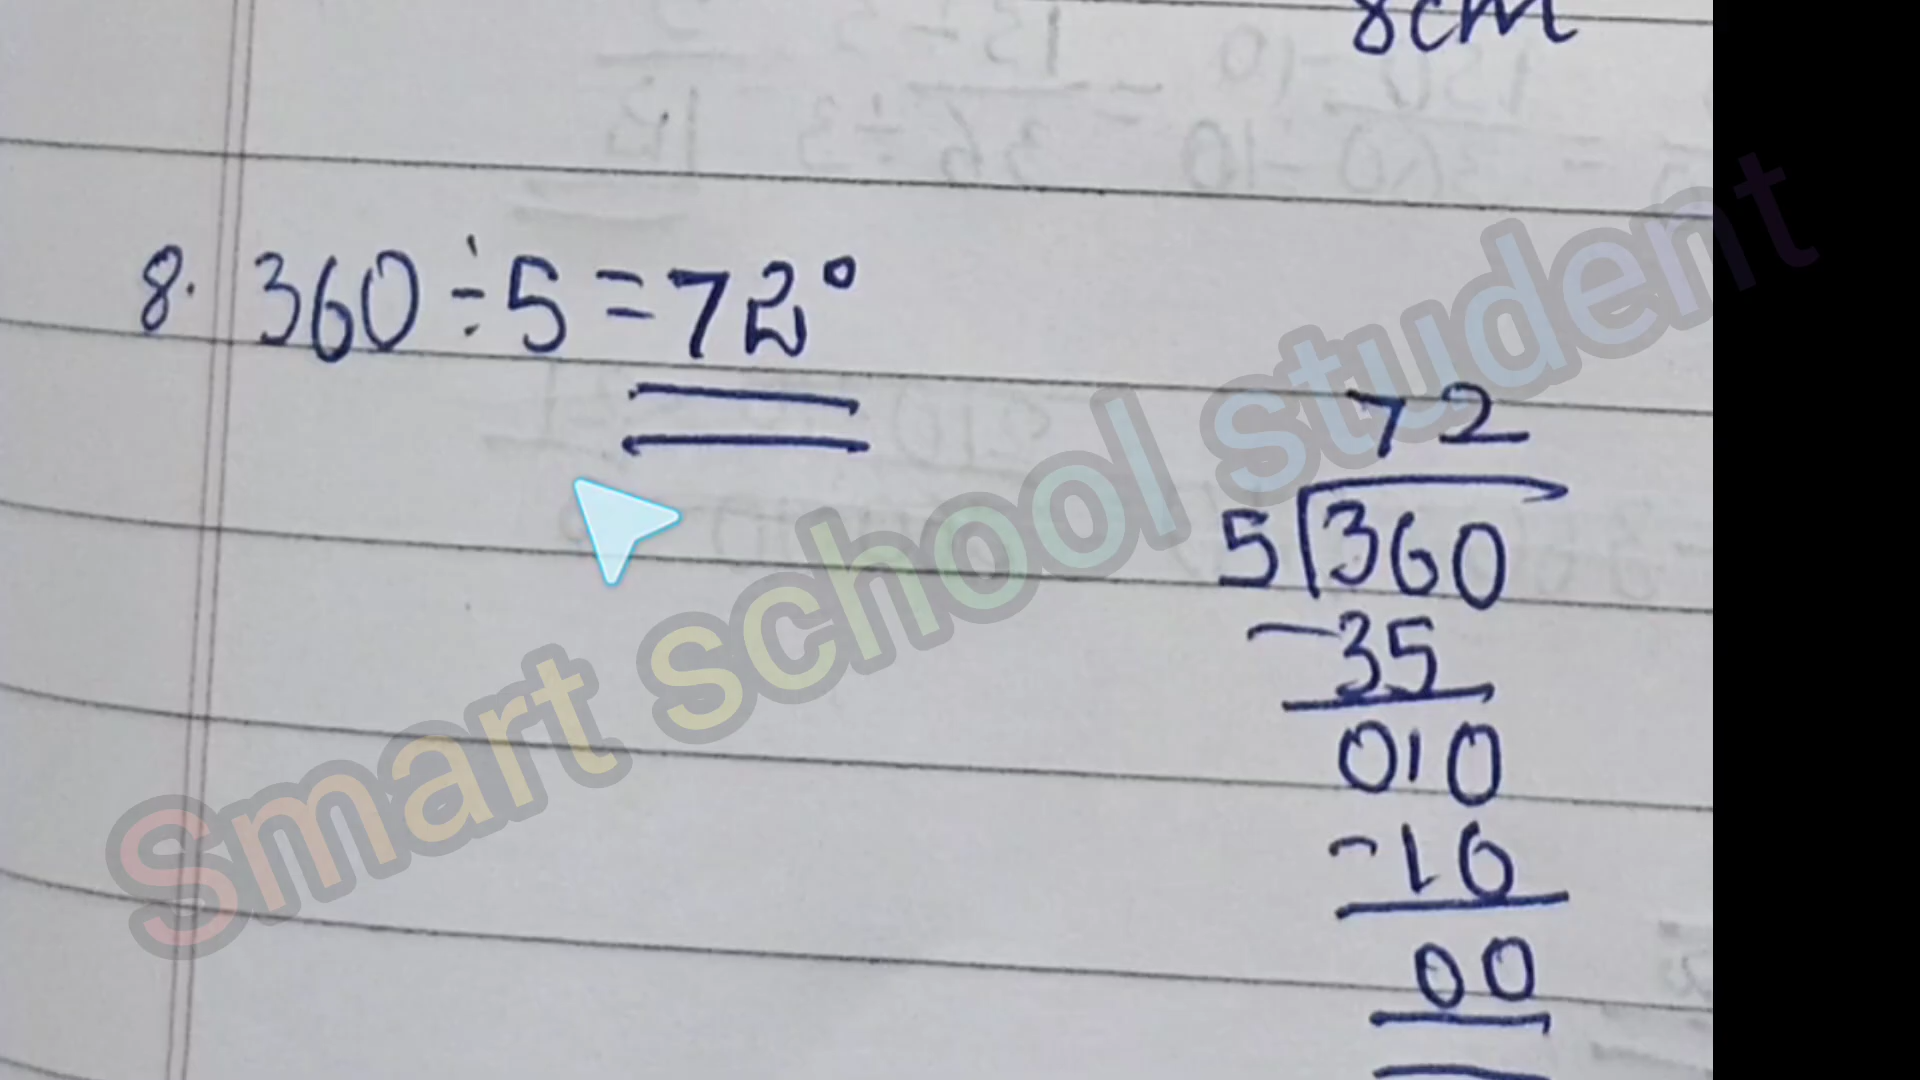 8cm
8. 360 ÷ 5 = 72°
72
5 360
-35
010
-10
00
Smart school student